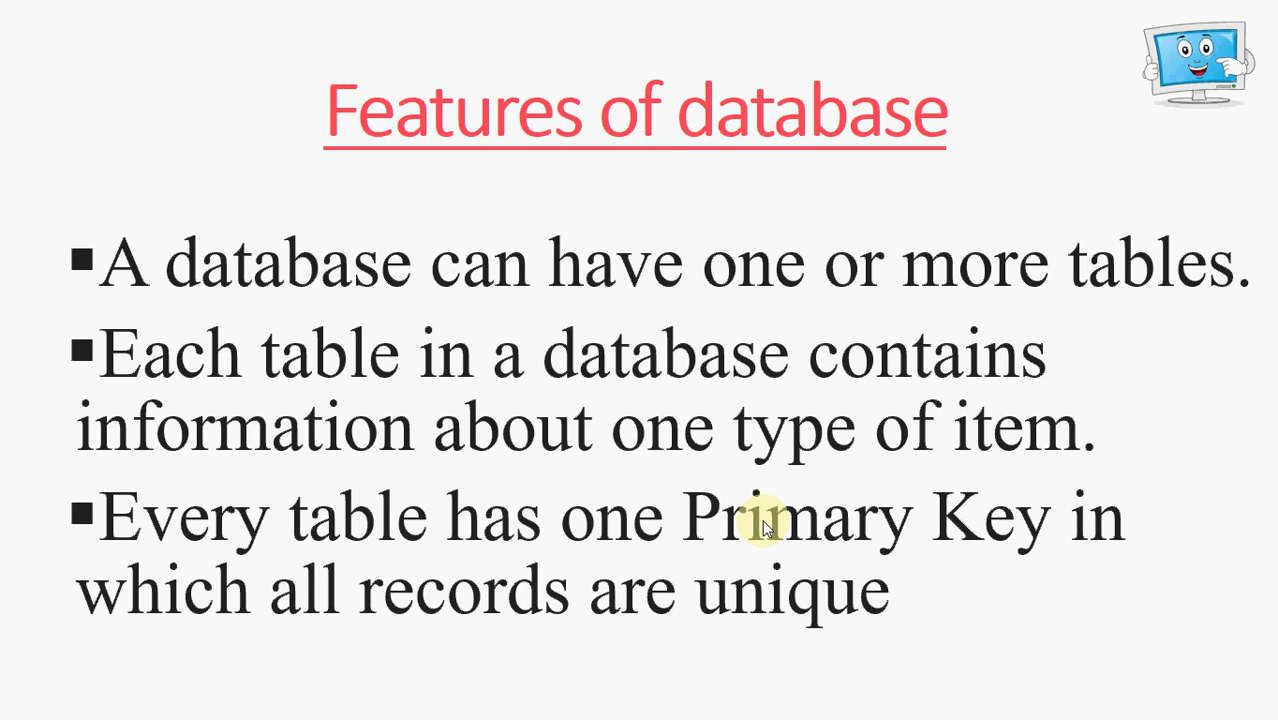 Features of database
▪A database can have one or more tables.
▪Each table in a database contains
information about one type of item.
▪Every table has one Primary Key in
which all records are unique